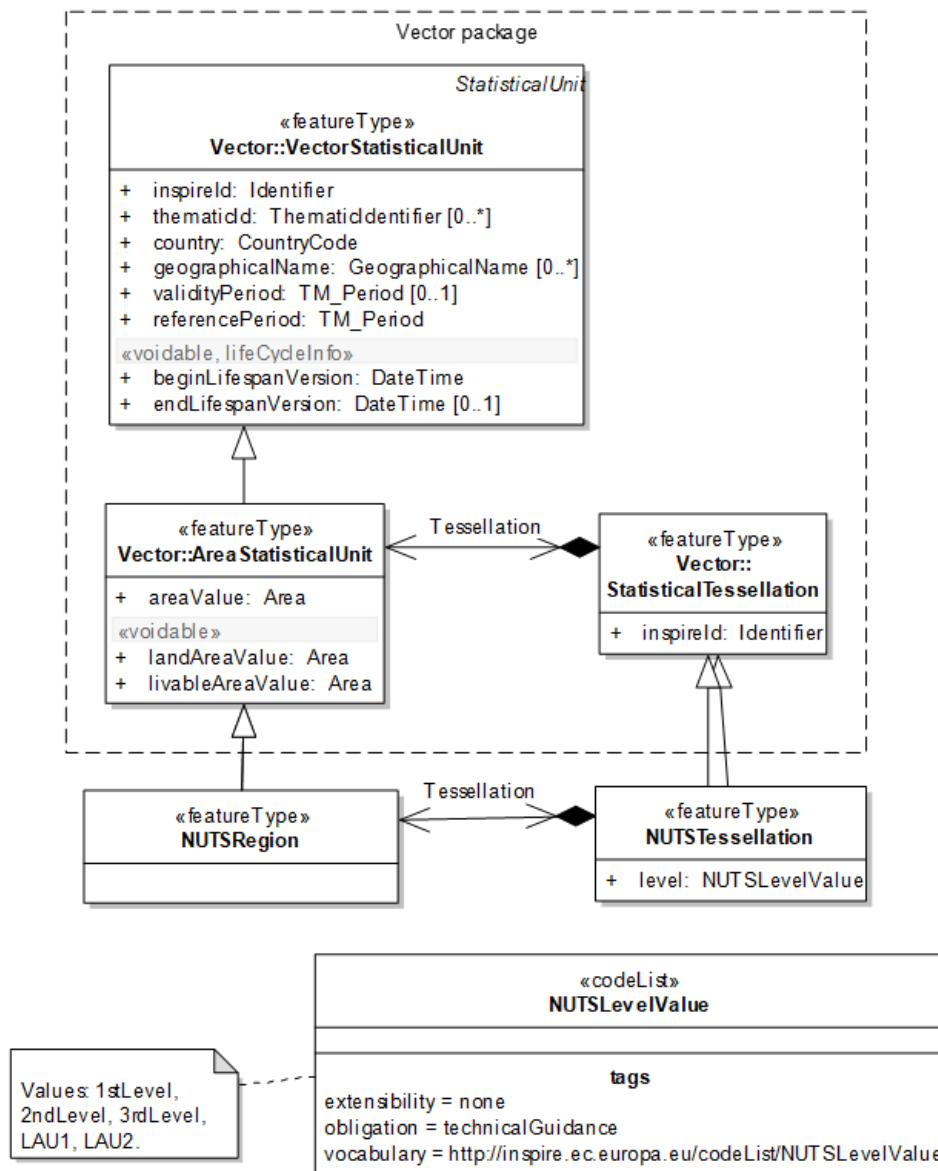 Vector package
StatisticalUnit
«featureType»
Vector::VectorStatisticalUnit
+ inspireId: Identifier
+ thematicId: ThematicIdentifier [0..*]
+ country: CountryCode
+ geographicalName: GeographicalName [0..*]
+ validityPeriod: TM_Period [0..1]
+ referencePeriod: TM_Period
«voidable, lifeCycleInfo»
+ beginLifespanVersion: DateTime
+ endLifespanVersion: DateTime [0..1]
«featureType»
Vector::AreaStatisticalUnit
+ areaValue: Area
«voidable»
+ landAreaValue: Area
+ livableAreaValue: Area
Tessellation
«featureType»
Vector::
StatisticalTessellation
+ inspireId: Identifier
«featureType»
NUTSRegion
Tessellation
«featureType»
NUTSTessellation
+ level: NUTSLevelValue
«codeList»
NUTSLevelValue
tags
extensibility = none
obligation = technicalGuidance
vocabulary = http://inspire.ec.europa.eu/codeList/NUTSLevelValue
Values: 1stLevel,
2ndLevel, 3rdLevel,
LAU1, LAU2.